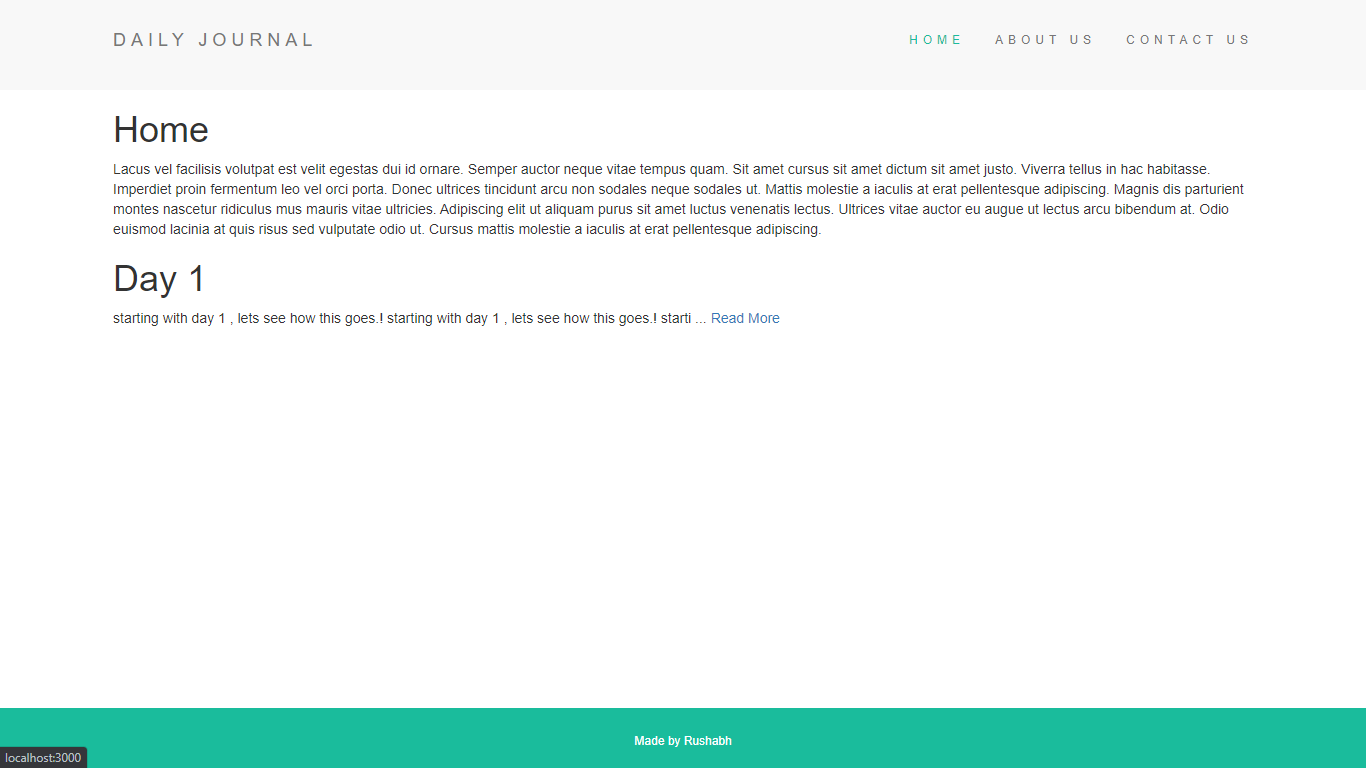 DAILY JOURNAL
HOME ABOUT US CONTACT US
Home
Lacus vel facilisis volutpat est velit egestas dui id ornare. Semper auctor neque vitae tempus quam. Sit amet cursus sit amet dictum sit amet justo. Viverra tellus in hac habitasse.
Imperdiet proin fermentum leo vel orci porta. Donec ultrices tincidunt arcu non sodales neque sodales ut. Mattis molestie a iaculis at erat pellentesque adipiscing. Magnis dis parturient
montes nascetur ridiculus mus mauris vitae ultricies. Adipiscing elit ut aliquam purus sit amet luctus venenatis lectus. Ultrices vitae auctor eu augue ut lectus arcu bibendum at. Odio
euismod lacinia at quis risus sed vulputate odio ut. Cursus mattis molestie a iaculis at erat pellentesque adipiscing.
Day 1
starting with day 1 , lets see how this goes.! starting with day 1 , lets see how this goes.! starti ... Read More
Made by Rushabh
localhost:3000